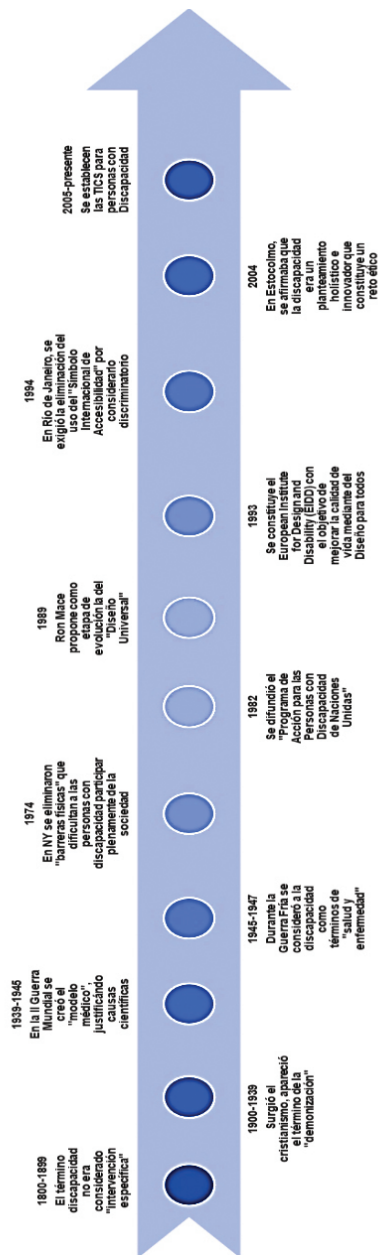 1800-1899
El término
discapacidad
no era
considerado
"intervención
específica"
1900-1939
Surgió el
cristianismo, apareció
el término de la
"demonización"
1939-1945
En la II Guerra
Mundial se
creó el
"modelo
médico",
justificándo
causas
científicas
1945-1947
Durante la
Guerra Fría se
consideró a la
discapacidad
como
términos de
"salud y
enfermedad"
1974
En NY se eliminaron
"barreras físicas" que
dificultan a las
personas con
discapacidad participar
plenamente de la
sociedad
1982
Se difundió el
"Programa de
Acción para las
Personas con
Discapacidad
de Naciones
Unidas"
1989
Ron Mace
propone como
etapa de
evolución la del
"Diseño
Universal"
1993
Se constituye el
European Institute
for Design and
Disability (EIDD) con
el objetivo de
mejorar la calidad de
vida mediante del
Diseño para todos
1994
En Río de Janeiro, se
exigió la eliminación del
uso del "Símbolo
Internacional de
Accesibilidad" por
considerarlo
discriminatorio
2004
En Estocolmo,
se afirmaba que
la discapacidad
era un
planteamiento
holístico e
innovador que
constituye un
reto ético
2005-presente
Se establecen
las TICS para
personas con
Discapacidad